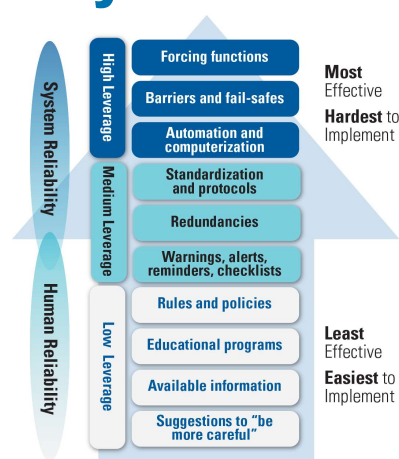 System Reliability
Human Reliability
High Leverage
Forcing functions
Barriers and fail-safes
Automation and
computerization
Medium Leverage
Standardization
and protocols
Redundancies
Warnings, alerts,
reminders, checklists
Low Leverage
Rules and policies
Educational programs
Available information
Suggestions to “be
more careful”
Most
Effective
Hardest to
Implement
Least
Effective
Easiest to
Implement